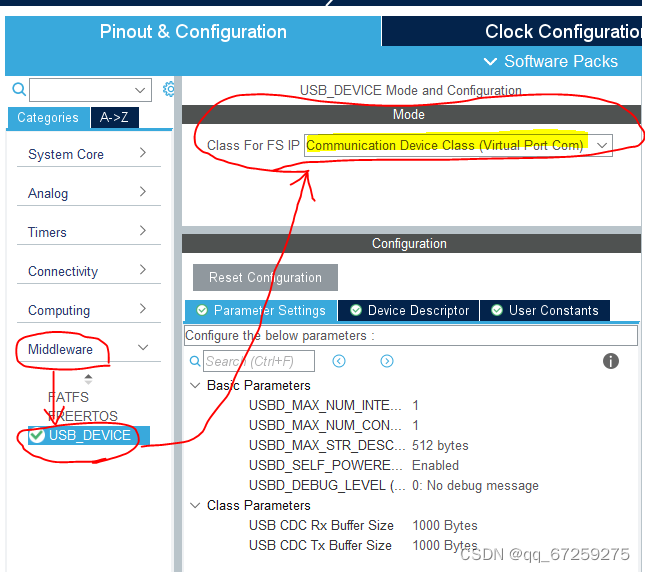 Pinout & Configuration
Clock Configuration
Software Packs
USB_DEVICE Mode and Configuration
Categories
A->Z
Mode
System Core
Class For FS IP
Communication Device Class (Virtual Port Com)
Analog
Timers
Configuration
Connectivity
Reset Configuration
Computing
Parameter Settings
Device Descriptor
User Constants
Configure the below parameters :
Middleware
Search (Ctrl+F)
FATFS
FREERTOS
USB_DEVICE
Basic Parameters
USBD_MAX_NUM_INTE... 1
USBD_MAX_NUM_CON... 1
USBD_MAX_STR_DESC... 512 bytes
USBD_SELF_POWERE... Enabled
USBD_DEBUG_LEVEL (... 0: No debug message
Class Parameters
USB CDC Rx Buffer Size 1000 Bytes
USB CDC Tx Buffer Size 1000 Bytes
CSDN @qq_67259275